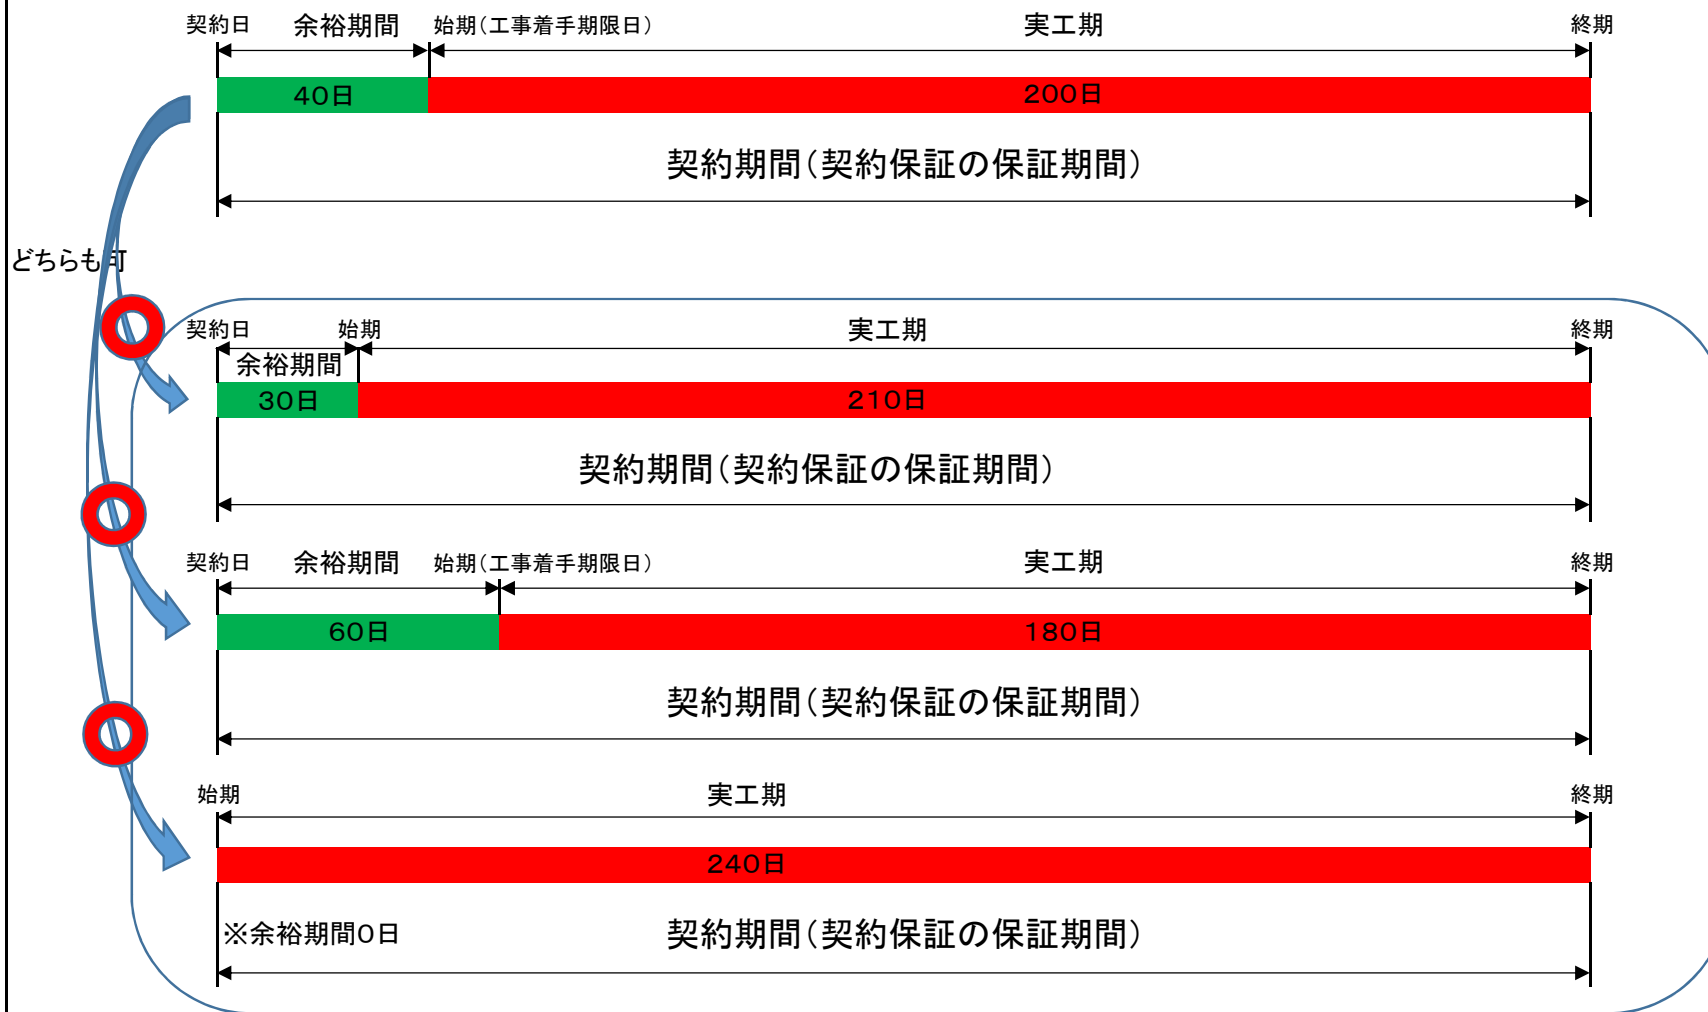 契約日 余裕期間 始期(工事着手期限日) 実工期 終期
40日 200日
契約期間(契約保証の保証期間)
どちらも可
契約日 始期 実工期 終期
余裕期間
30日 210日
契約期間(契約保証の保証期間)
契約日 余裕期間 始期(工事着手期限日) 実工期 終期
60日 180日
契約期間(契約保証の保証期間)
始期 実工期 終期
240日
※余裕期間0日 契約期間(契約保証の保証期間)